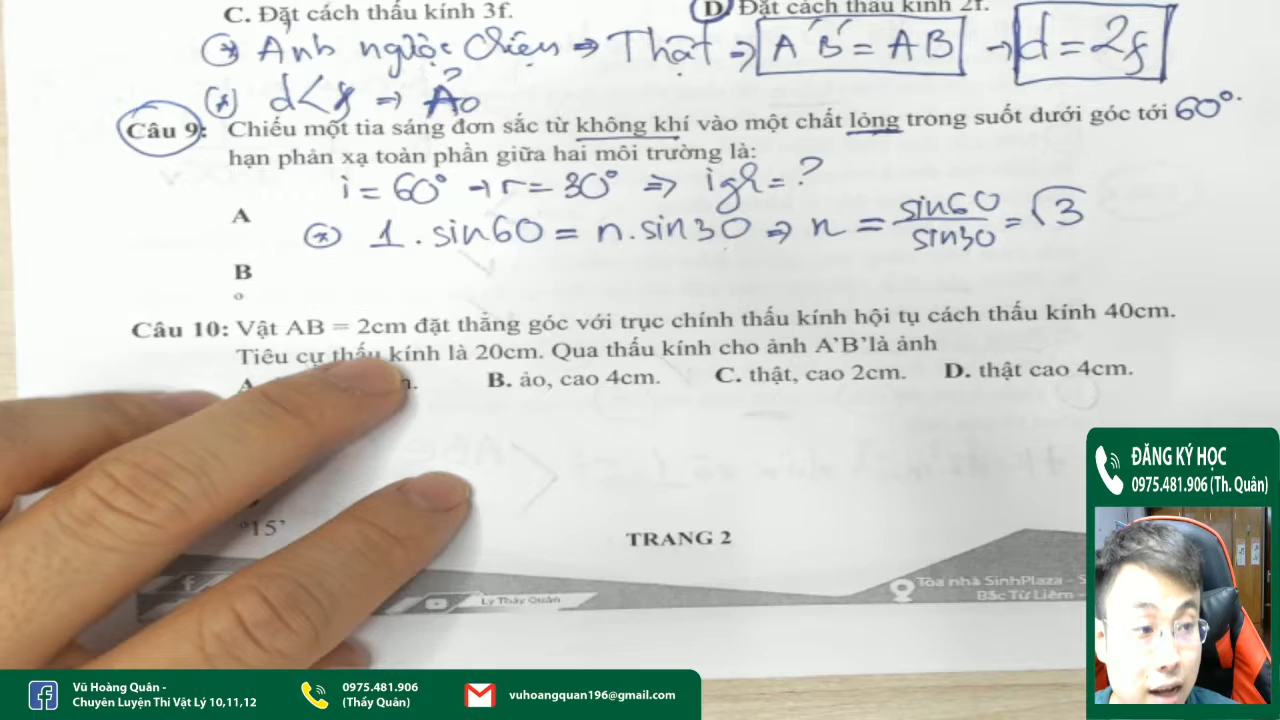 C. Đặt cách thấu kính 3f.
D. Đặt cách thấu kính 2f.
Ảnh ngược chiều ⇒ Thật ⇒ A'B' = AB → d = 2f
d < f ⇒ Ảo
Câu 9: Chiếu một tia sáng đơn sắc từ không khí vào một chất lỏng trong suốt dưới góc tới 60°.
hạn phản xạ toàn phần giữa hai môi trường là:
i = 60° → r = 30° ⇒ igh = ?
A
1 . sin60 = n . sin30 ⇒ n = sin60 / sin30 = √3
B
o
Câu 10: Vật AB = 2cm đặt thẳng góc với trục chính thấu kính hội tụ cách thấu kính 40cm.
Tiêu cự thấu kính là 20cm. Qua thấu kính cho ảnh A’B’là ảnh
A
B. ảo, cao 4cm.
C. thật, cao 2cm.
D. thật cao 4cm.
°15’
TRANG 2
Lý Thầy Quân
Tòa nhà SinhPlaza - S
Bắc Từ Liêm -
ĐĂNG KÝ HỌC
0975.481.906 (Th. Quân)
Vũ Hoàng Quân -
Chuyên Luyện Thi Vật Lý 10,11,12
0975.481.906
(Thầy Quân)
vuhoangquan196@gmail.com